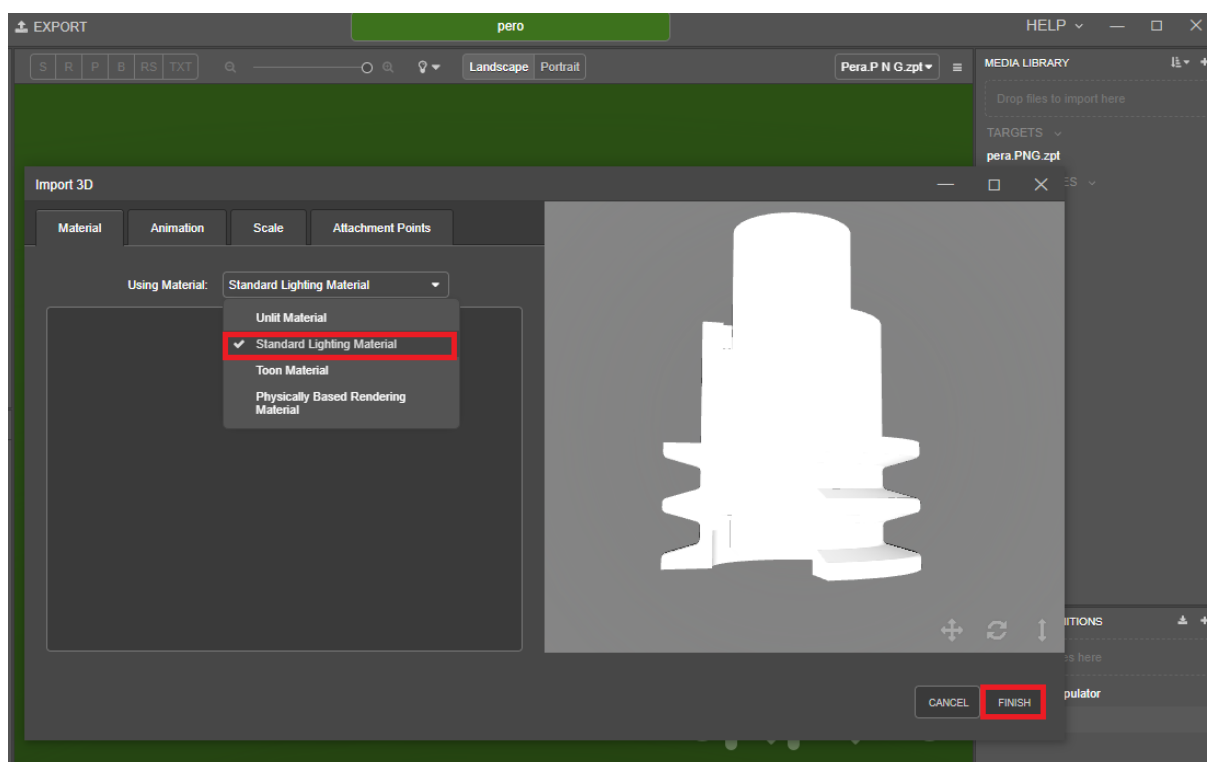 EXPORT
pero
HELP
S R P B RS TXT
Landscape Portrait
Pera.P N G.zpt
MEDIA LIBRARY
Drop files to import here
TARGETS
pera.PNG.zpt
Import 3D
ES
Material Animation Scale Attachment Points
Using Material: Standard Lighting Material
Unlit Material
Standard Lighting Material
Toon Material
Physically Based Rendering
Material
ITIONS
es here
pulator
CANCEL FINISH